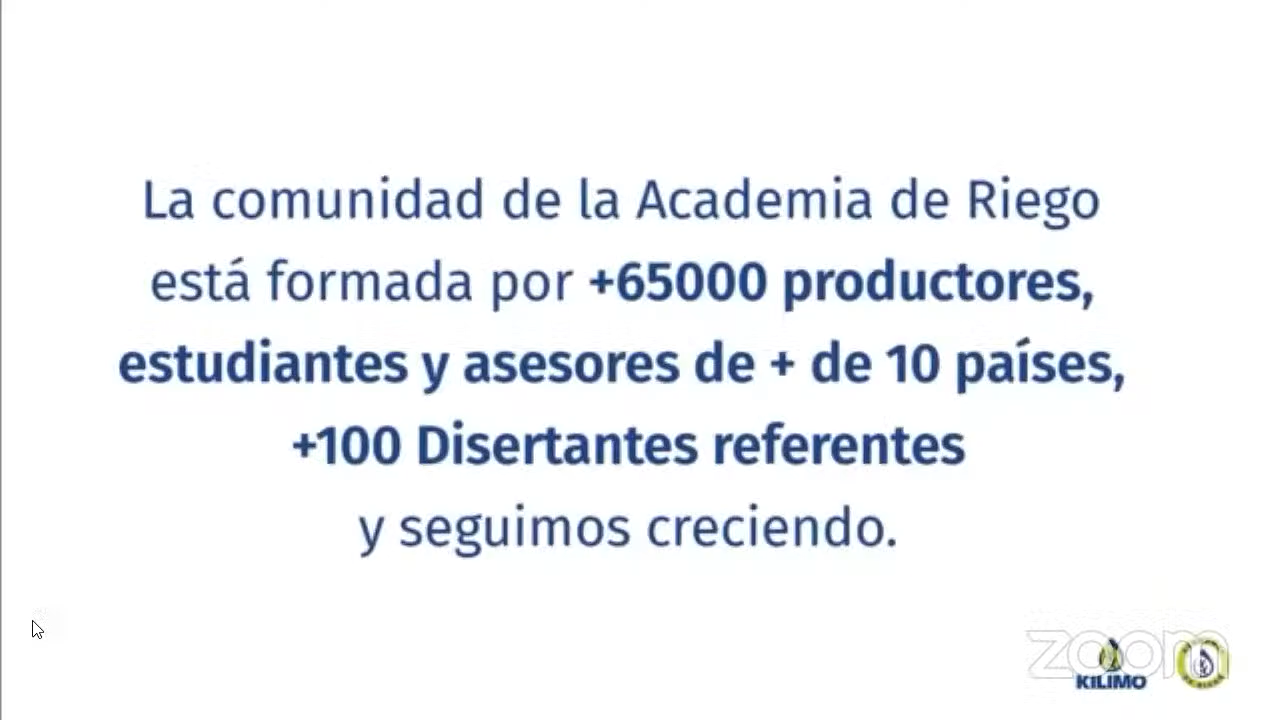 La comunidad de la Academia de Riego
está formada por +65000 productores,
estudiantes y asesores de + de 10 países,
+100 Disertantes referentes
y seguimos creciendo.
zoom
KILIMO